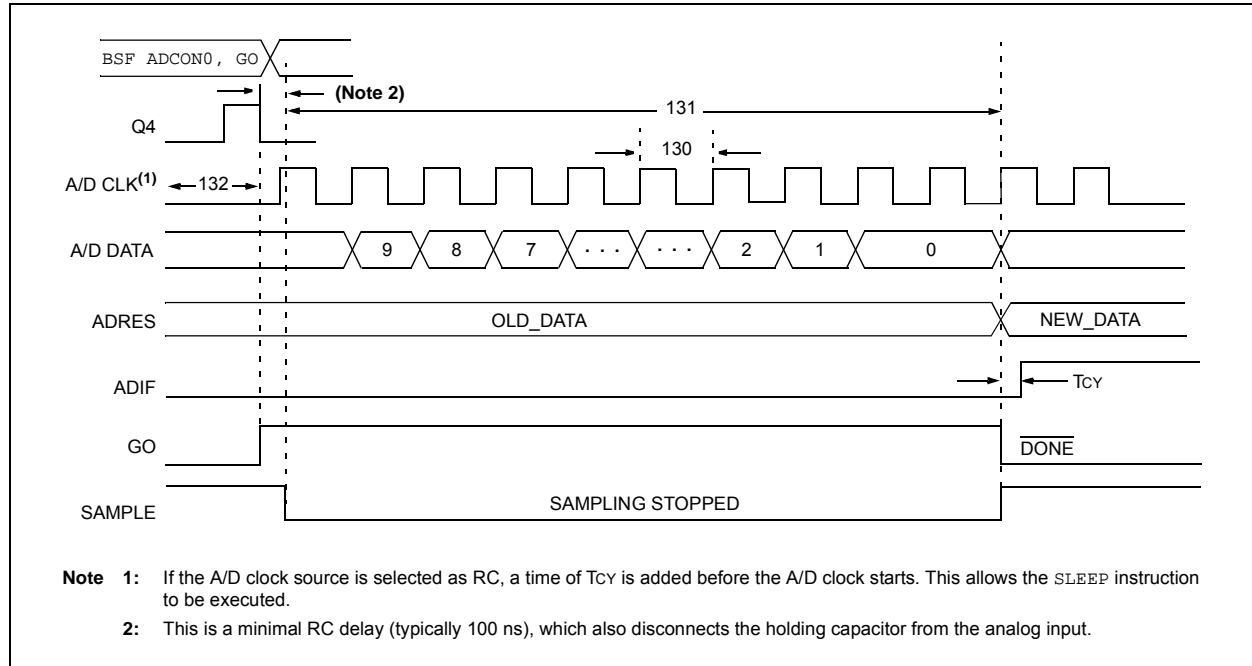 BSF ADCON0, GO
(Note 2)
131
Q4
130
A/D CLK(1)
132
A/D DATA
9 8 7 · · · · · · 2 1 0
ADRES
OLD_DATA
NEW_DATA
ADIF
TCY
GO
DONE
SAMPLE
SAMPLING STOPPED
Note 1: If the A/D clock source is selected as RC, a time of TCY is added before the A/D clock starts. This allows the SLEEP instruction
to be executed.
2: This is a minimal RC delay (typically 100 ns), which also disconnects the holding capacitor from the analog input.